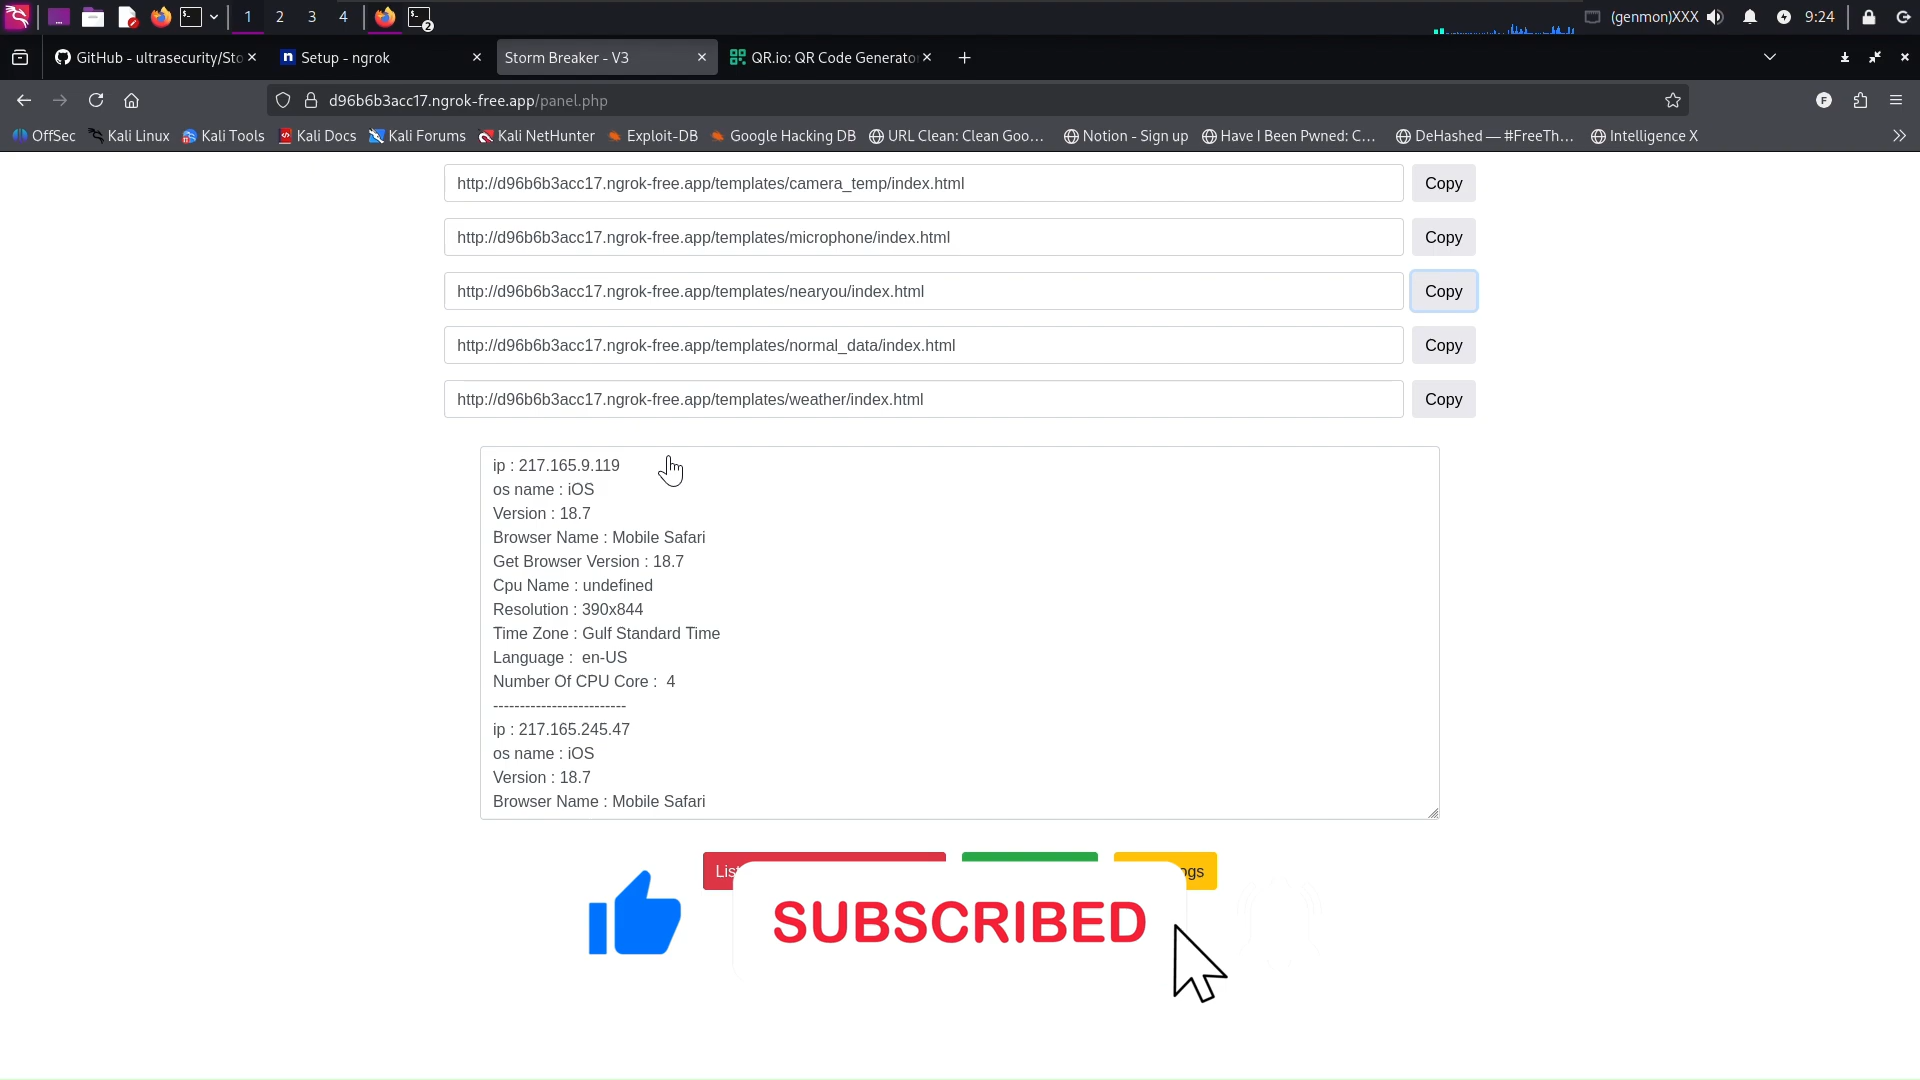 1 2 3 4 2 (genmon)XXX 9:24
GitHub - ultrasecurity/Sto Setup - ngrok Storm Breaker - V3 QR.io: QR Code Generato
d96b6b3acc17.ngrok-free.app/panel.php F
OffSec Kali Linux Kali Tools Kali Docs Kali Forums Kali NetHunter Exploit-DB Google Hacking DB URL Clean: Clean Goo... Notion - Sign up Have I Been Pwned: C... DeHashed — #FreeTh... Intelligence X
http://d96b6b3acc17.ngrok-free.app/templates/camera_temp/index.html Copy
http://d96b6b3acc17.ngrok-free.app/templates/microphone/index.html Copy
http://d96b6b3acc17.ngrok-free.app/templates/nearyou/index.html Copy
http://d96b6b3acc17.ngrok-free.app/templates/normal_data/index.html Copy
http://d96b6b3acc17.ngrok-free.app/templates/weather/index.html Copy
ip : 217.165.9.119
os name : iOS
Version : 18.7
Browser Name : Mobile Safari
Get Browser Version : 18.7
Cpu Name : undefined
Resolution : 390x844
Time Zone : Gulf Standard Time
Language : en-US
Number Of CPU Core : 4
-------------------------
ip : 217.165.245.47
os name : iOS
Version : 18.7
Browser Name : Mobile Safari
SUBSCRIBED